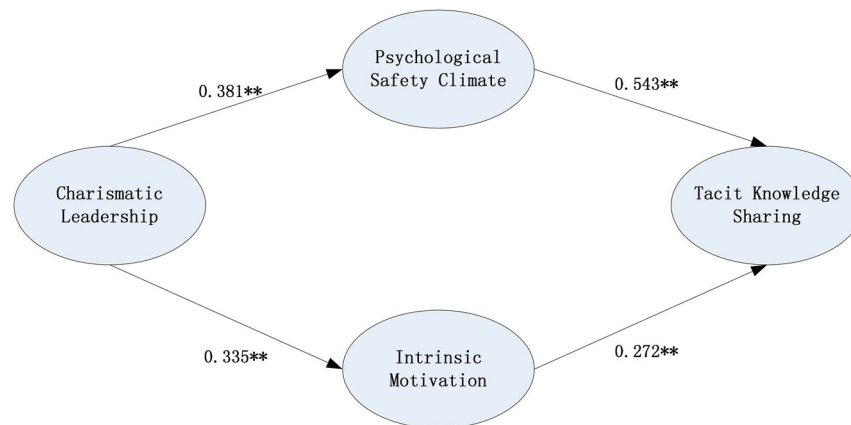 Psychological
Safety Climate
0.381**
0.543**
Charismatic
Leadership
Tacit Knowledge
Sharing
0.335**
0.272**
Intrinsic
Motivation